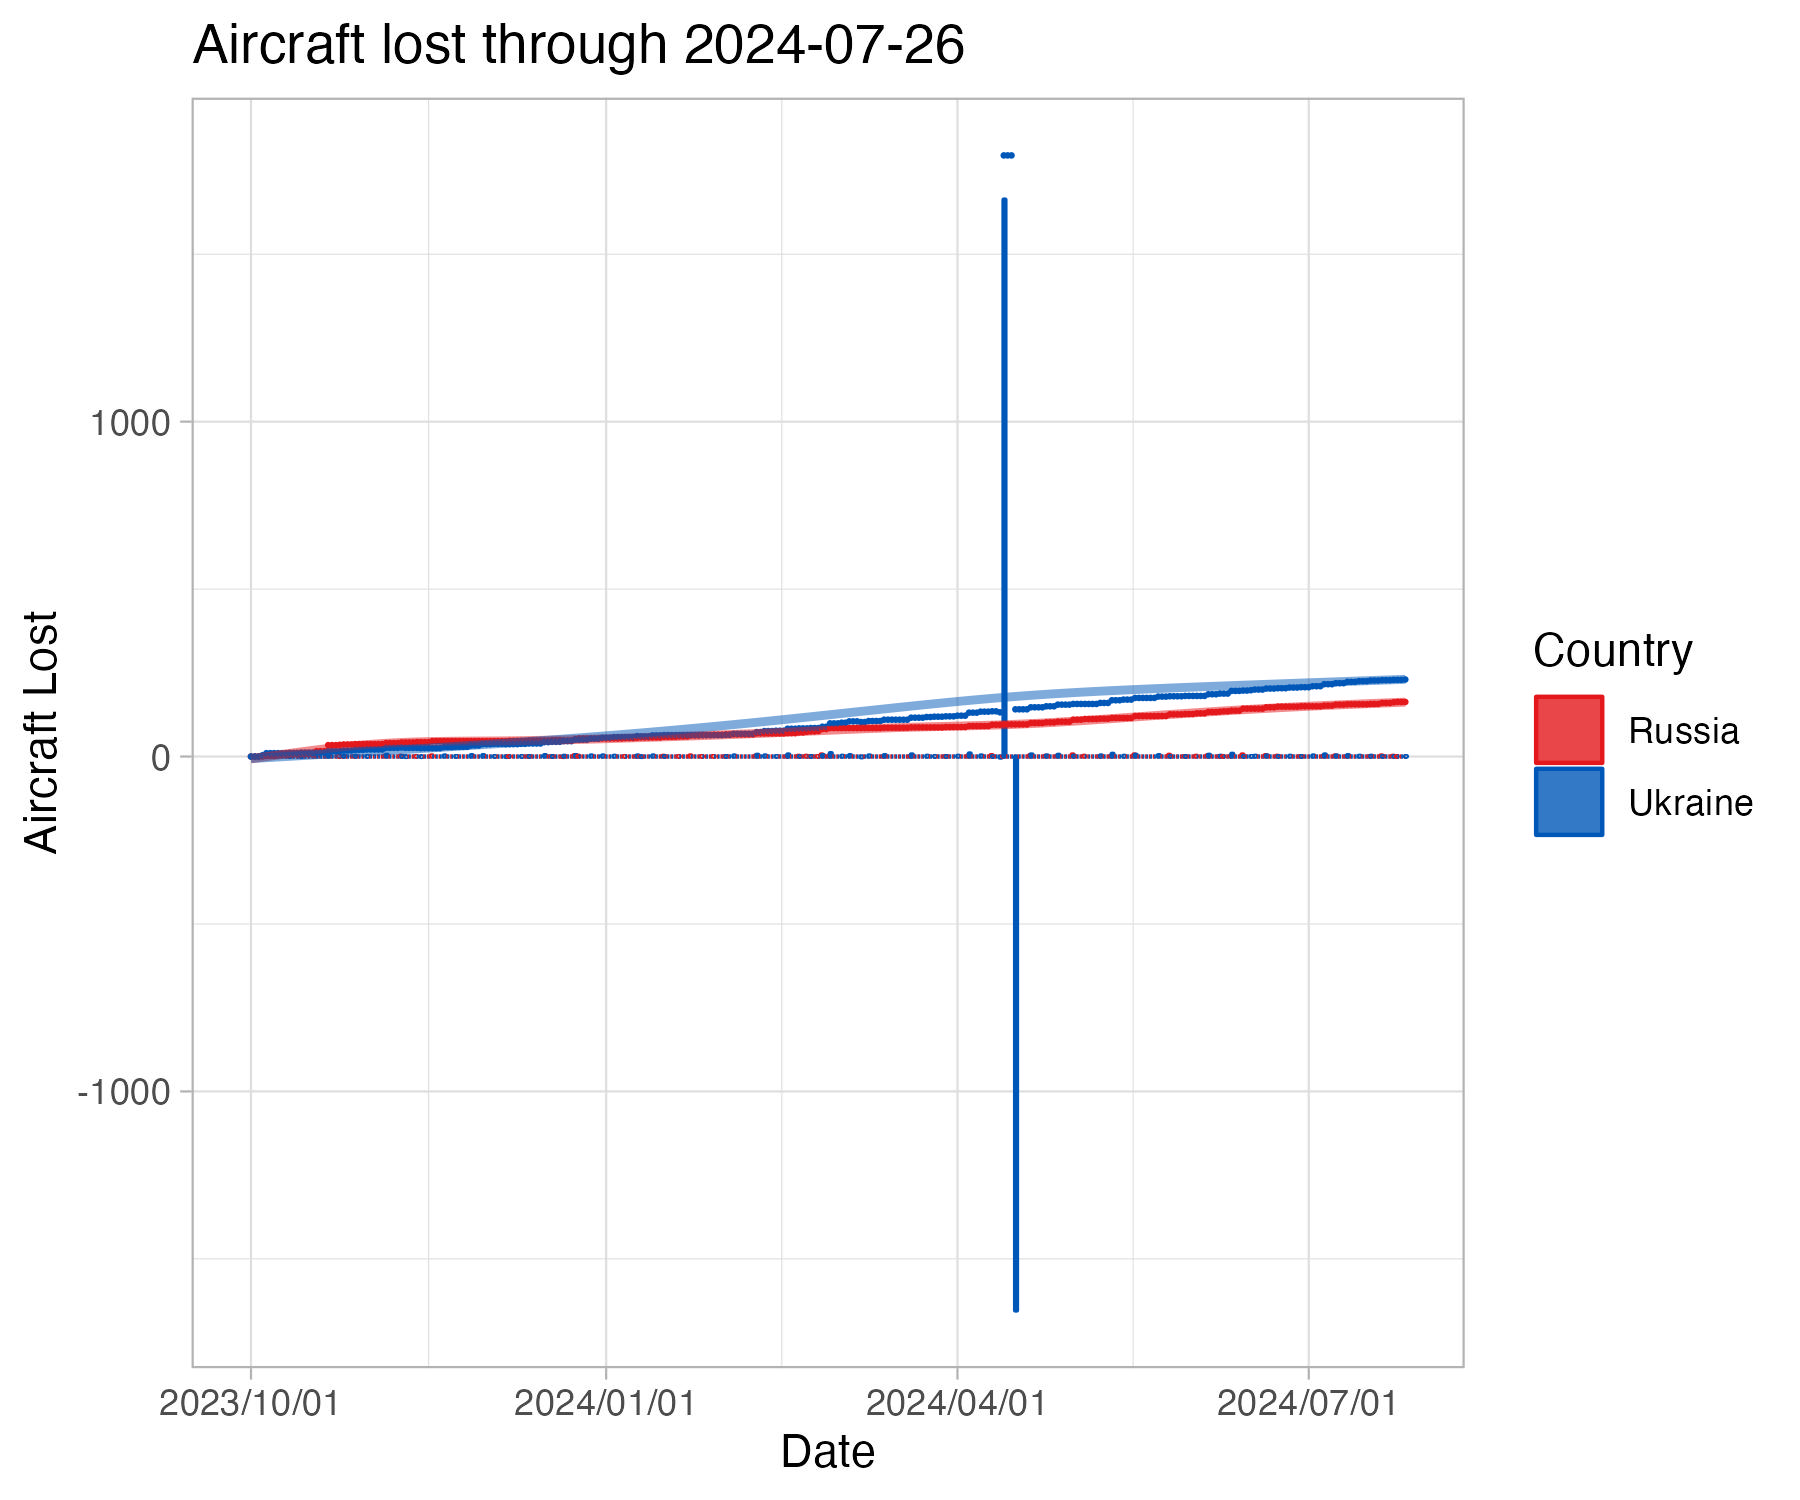 Aircraft lost through 2024-07-26
1000
0
-1000
Aircraft Lost
2023/10/01
2024/01/01
2024/04/01
2024/07/01
Date
Country
Russia
Ukraine